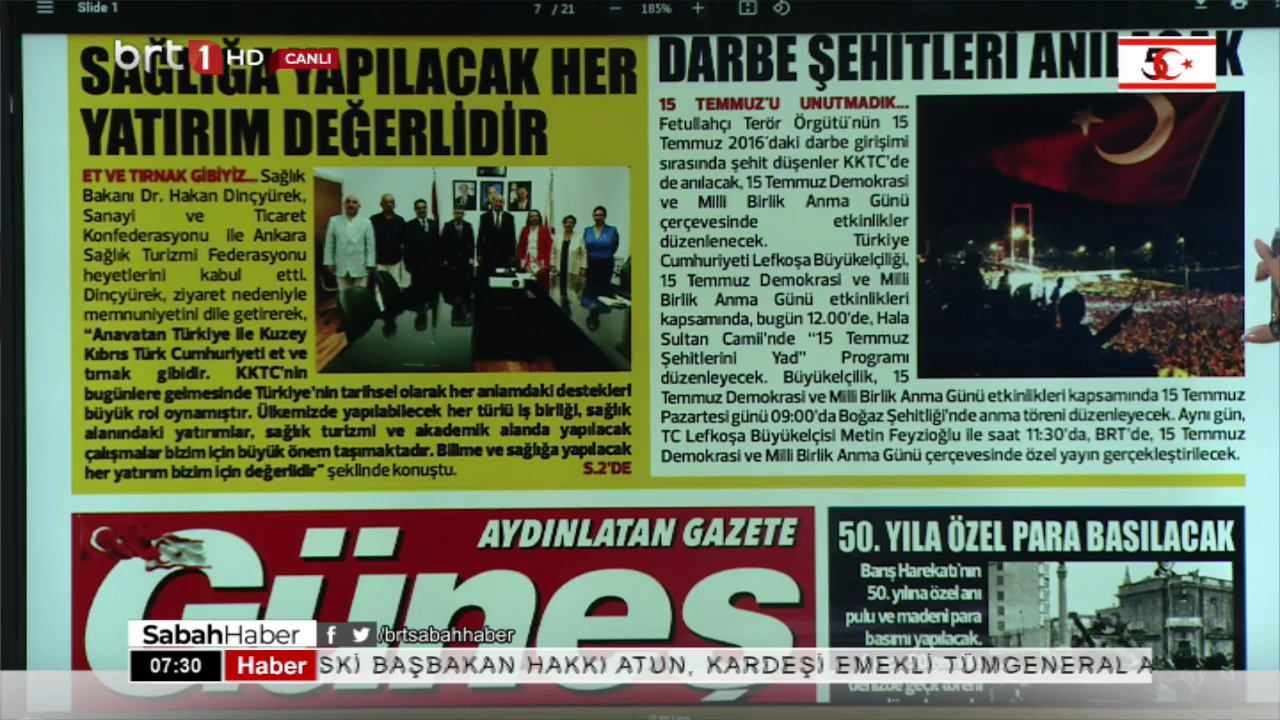 Slide 1
7 / 21
185%
brt 1 HD CANLI
SAĞLIĞA YAPILACAK HER
YATIRIM DEĞERLİDİR
ET VE TIRNAK GİBİYİZ... Sağlık
Bakanı Dr. Hakan Dinçyürek,
Sanayi ve Ticaret
Konfederasyonu ile Ankara
Sağlık Turizmi Federasyonu
heyetlerini kabul etti.
Dinçyürek, ziyaret nedeniyle
memnuniyetini dile getirerek,
“Anavatan Türkiye ile Kuzey
Kıbrıs Türk Cumhuriyeti et ve
tırnak gibidir. KKTC’nin
bugünlere gelmesinde Türkiye’nin tarihsel olarak her anlamdaki destekleri
büyük rol oynamıştır. Ülkemizde yapılabilecek her türlü iş birliği, sağlık
alanındaki yatırımlar, sağlık turizmi ve akademik alanda yapılacak
çalışmalar bizim için büyük önem taşımaktadır. Bilime ve sağlığa yapılacak
her yatırım bizim için değerlidir” şeklinde konuştu. S.2’DE
DARBE ŞEHİTLERİ ANILACAK
15 TEMMUZ’U UNUTMADIK...
Fetullahçı Terör Örgütü’nün 15
Temmuz 2016’daki darbe girişimi
sırasında şehit düşenler KKTC’de
de anılacak, 15 Temmuz Demokrasi
ve Milli Birlik Anma Günü
çerçevesinde etkinlikler
düzenlenecek. Türkiye
Cumhuriyeti Lefkoşa Büyükelçiliği,
15 Temmuz Demokrasi ve Milli
Birlik Anma Günü etkinlikleri
kapsamında, bugün 12.00’de, Hala
Sultan Camii’nde “15 Temmuz
Şehitlerini Yad” Programı
düzenleyecek. Büyükelçilik, 15
Temmuz Demokrasi ve Milli Birlik Anma Günü etkinlikleri kapsamında 15 Temmuz
Pazartesi günü 09:00’da Boğaz Şehitliği’nde anma töreni düzenleyecek. Aynı gün,
TC Lefkoşa Büyükelçisi Metin Feyzioğlu ile saat 11:30’da, BRT’de, 15 Temmuz
Demokrasi ve Milli Birlik Anma Günü çerçevesinde özel yayın gerçekleştirilecek.
AYDINLATAN GAZETE
Güneş
50. YILA ÖZEL PARA BASILACAK
Barış Harekatı’nın
50. yılına özel anı
pulu ve madeni para
basımı yapılacak.
denizde geçit töreni
SabahHaber
/brtsabahhaber
07:30 Haber SKİ BAŞBAKAN HAKKI ATUN, KARDEŞİ EMEKLİ TÜMGENERAL A